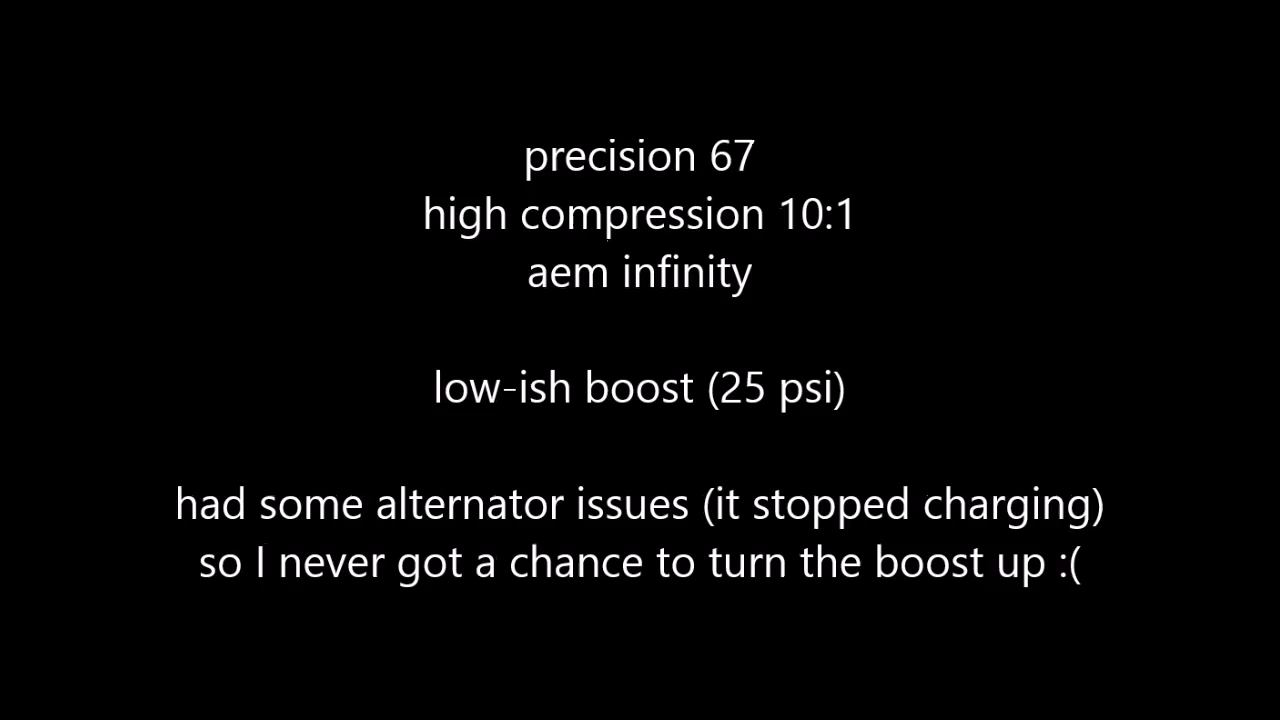 precision 67
high compression 10:1
aem infinity
low-ish boost (25 psi)
had some alternator issues (it stopped charging)
so I never got a chance to turn the boost up :(